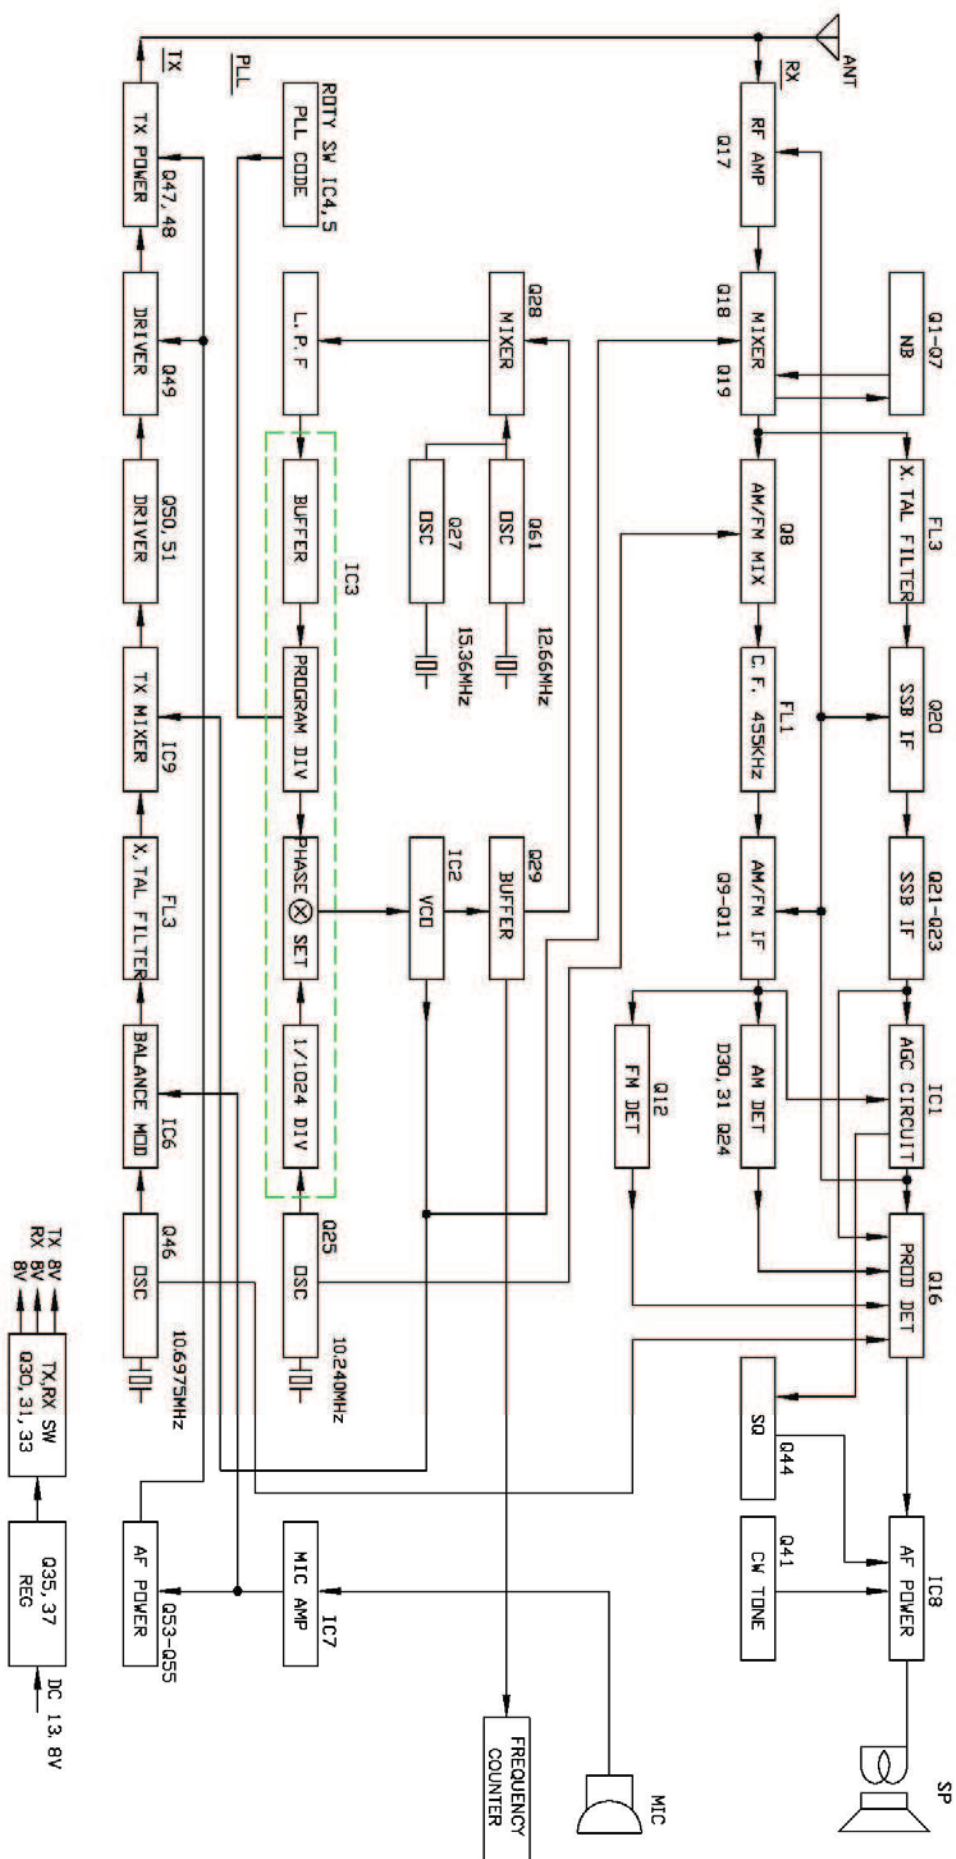 ANT
RX
RF AMP
Q17
Q18
MIXER
Q19
Q1-Q7
NB
FL3
X.TAL FILTER
Q20
SSB IF
Q21-Q23
SSB IF
IC1
AGC CIRCUIT
Q16
PROD DET
IC8
AF POWER
SP
Q8
AM/FM MIX
FL1
C.F. 455KHz
AM/FM IF
Q9-Q11
AM DET
D30,31 Q24
Q12
FM DET
Q44
SQ
Q41
CW TONE
MIC
Q28
MIXER
Q61
OSC
12.66MHz
Q27
OSC
15.36MHz
Q29
BUFFER
IC2
VCO
FREQUENCY
COUNTER
PLL
ROTY SW IC4,5
PLL CODE
L.P.F
IC3
BUFFER
PROGRAM DIV
PHASE SET
1/1024 DIV
Q25
OSC
10.240MHz
IC7
MIC AMP
TX
Q47,48
TX POWER
Q49
DRIVER
Q50,51
DRIVER
IC9
TX MIXER
FL3
X,TAL FILTER
IC6
BALANCE MOD
Q46
OSC
10.6975MHz
Q53-Q55
AF POWER
TX 8V
RX 8V
8V
TX,RX SW
Q30,31,33
Q35,37
REG
DC 13.8V